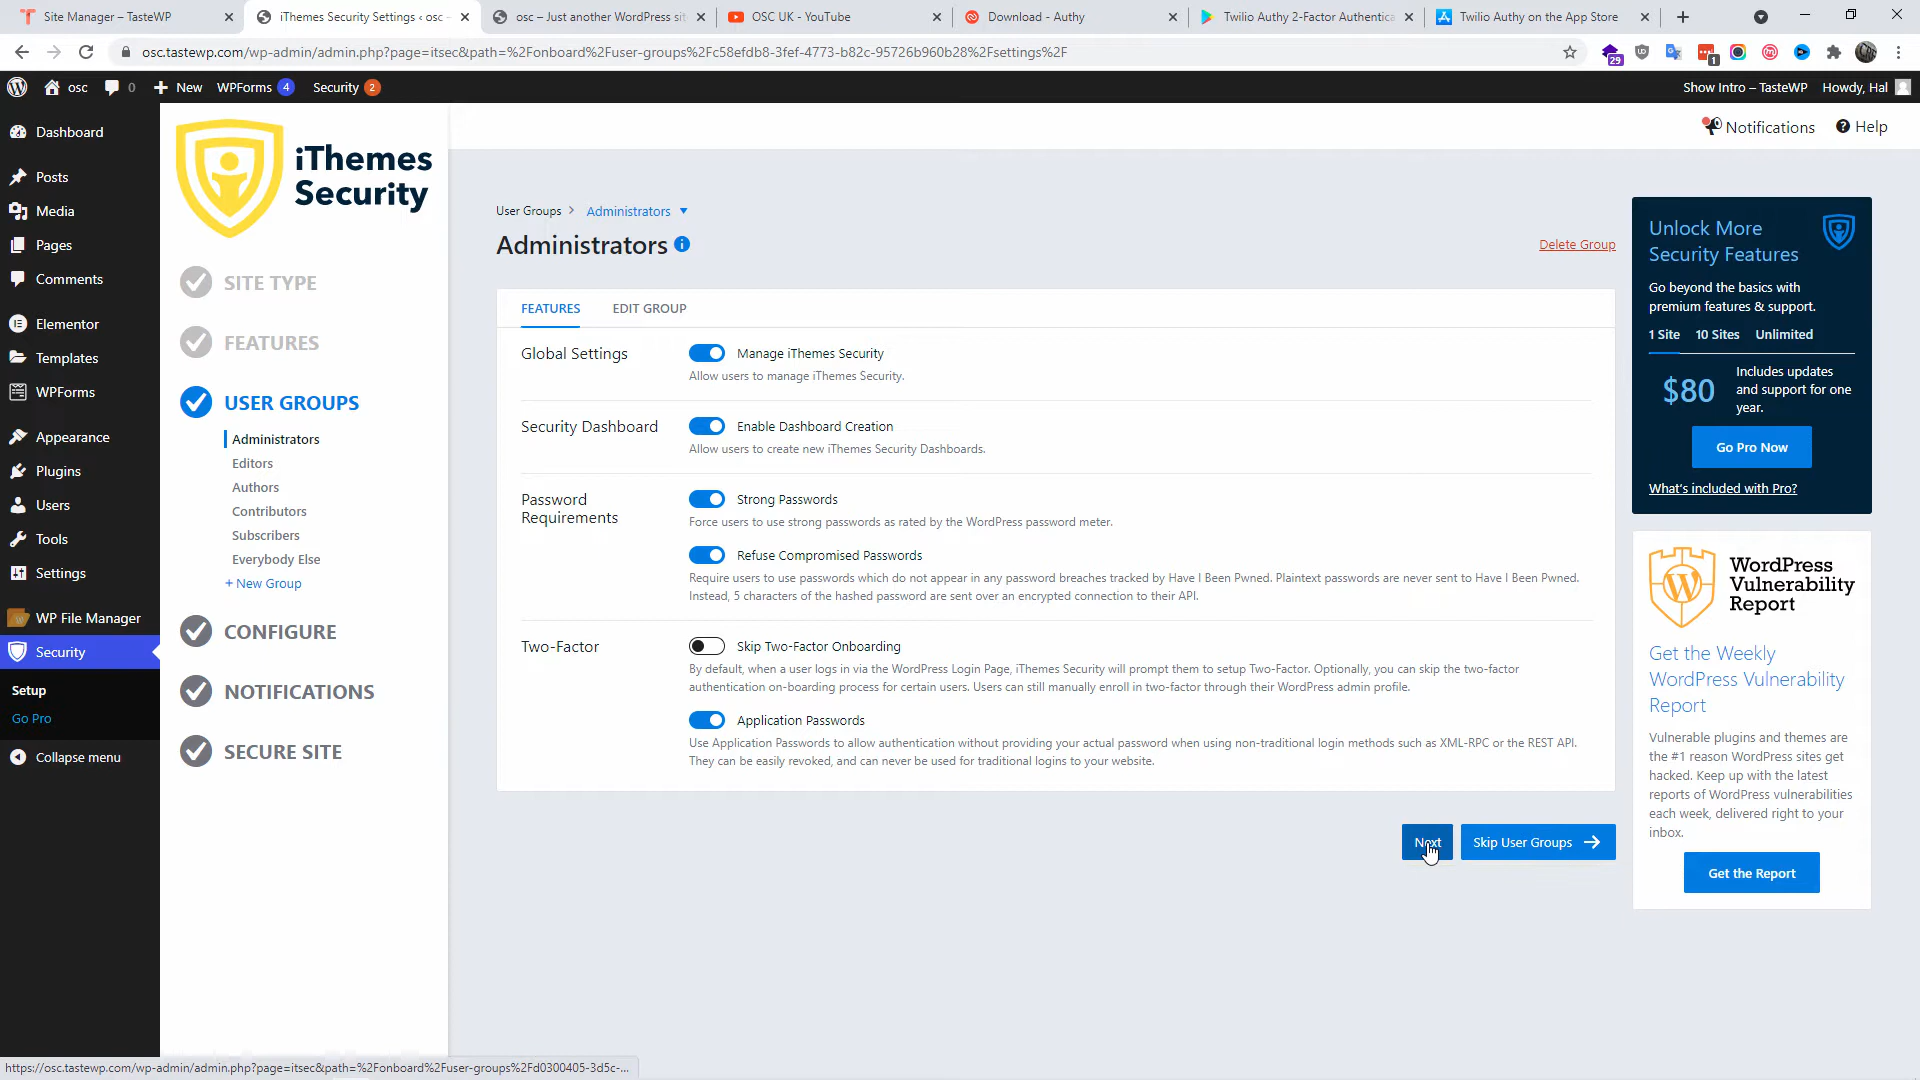 Site Manager – TasteWP
iThemes Security Settings ‹ osc –
osc – Just another WordPress sit
OSC UK - YouTube
Download - Authy
Twilio Authy 2-Factor Authentica
Twilio Authy on the App Store
osc.tastewp.com/wp-admin/admin.php?page=itsec&path=%2Fonboard%2Fuser-groups%2Fc58efdb8-3fef-4773-b82c-95726b960b28%2Fsettings%2F
29
1
osc
0
New
WPForms 4
Security 2
Show Intro – TasteWP
Howdy, Hal
Dashboard
Posts
Media
Pages
Comments
Elementor
Templates
WPForms
Appearance
Plugins
Users
Tools
Settings
WP File Manager
Security
Setup
Go Pro
Collapse menu
iThemes
Security
SITE TYPE
FEATURES
USER GROUPS
Administrators
Editors
Authors
Contributors
Subscribers
Everybody Else
+ New Group
CONFIGURE
NOTIFICATIONS
SECURE SITE
Notifications
Help
User Groups > Administrators
Administrators
Delete Group
FEATURES
EDIT GROUP
Global Settings
Manage iThemes Security
Allow users to manage iThemes Security.
Security Dashboard
Enable Dashboard Creation
Allow users to create new iThemes Security Dashboards.
Password
Requirements
Strong Passwords
Force users to use strong passwords as rated by the WordPress password meter.
Refuse Compromised Passwords
Require users to use passwords which do not appear in any password breaches tracked by Have I Been Pwned. Plaintext passwords are never sent to Have I Been Pwned.
Instead, 5 characters of the hashed password are sent over an encrypted connection to their API.
Two-Factor
Skip Two-Factor Onboarding
By default, when a user logs in via the WordPress Login Page, iThemes Security will prompt them to setup Two-Factor. Optionally, you can skip the two-factor
authentication on-boarding process for certain users. Users can still manually enroll in two-factor through their WordPress admin profile.
Application Passwords
Use Application Passwords to allow authentication without providing your actual password when using non-traditional login methods such as XML-RPC or the REST API.
They can be easily revoked, and can never be used for traditional logins to your website.
Next
Skip User Groups
Unlock More
Security Features
Go beyond the basics with
premium features & support.
1 Site
10 Sites
Unlimited
$80
Includes updates
and support for one
year.
Go Pro Now
What's included with Pro?
WordPress
Vulnerability
Report
Get the Weekly
WordPress Vulnerability
Report
Vulnerable plugins and themes are
the #1 reason WordPress sites get
hacked. Keep up with the latest
reports of WordPress vulnerabilities
each week, delivered right to your
inbox.
Get the Report
https://osc.tastewp.com/wp-admin/admin.php?page=itsec&path=%2Fonboard%2Fuser-groups%2Fd0300405-3d5c-...